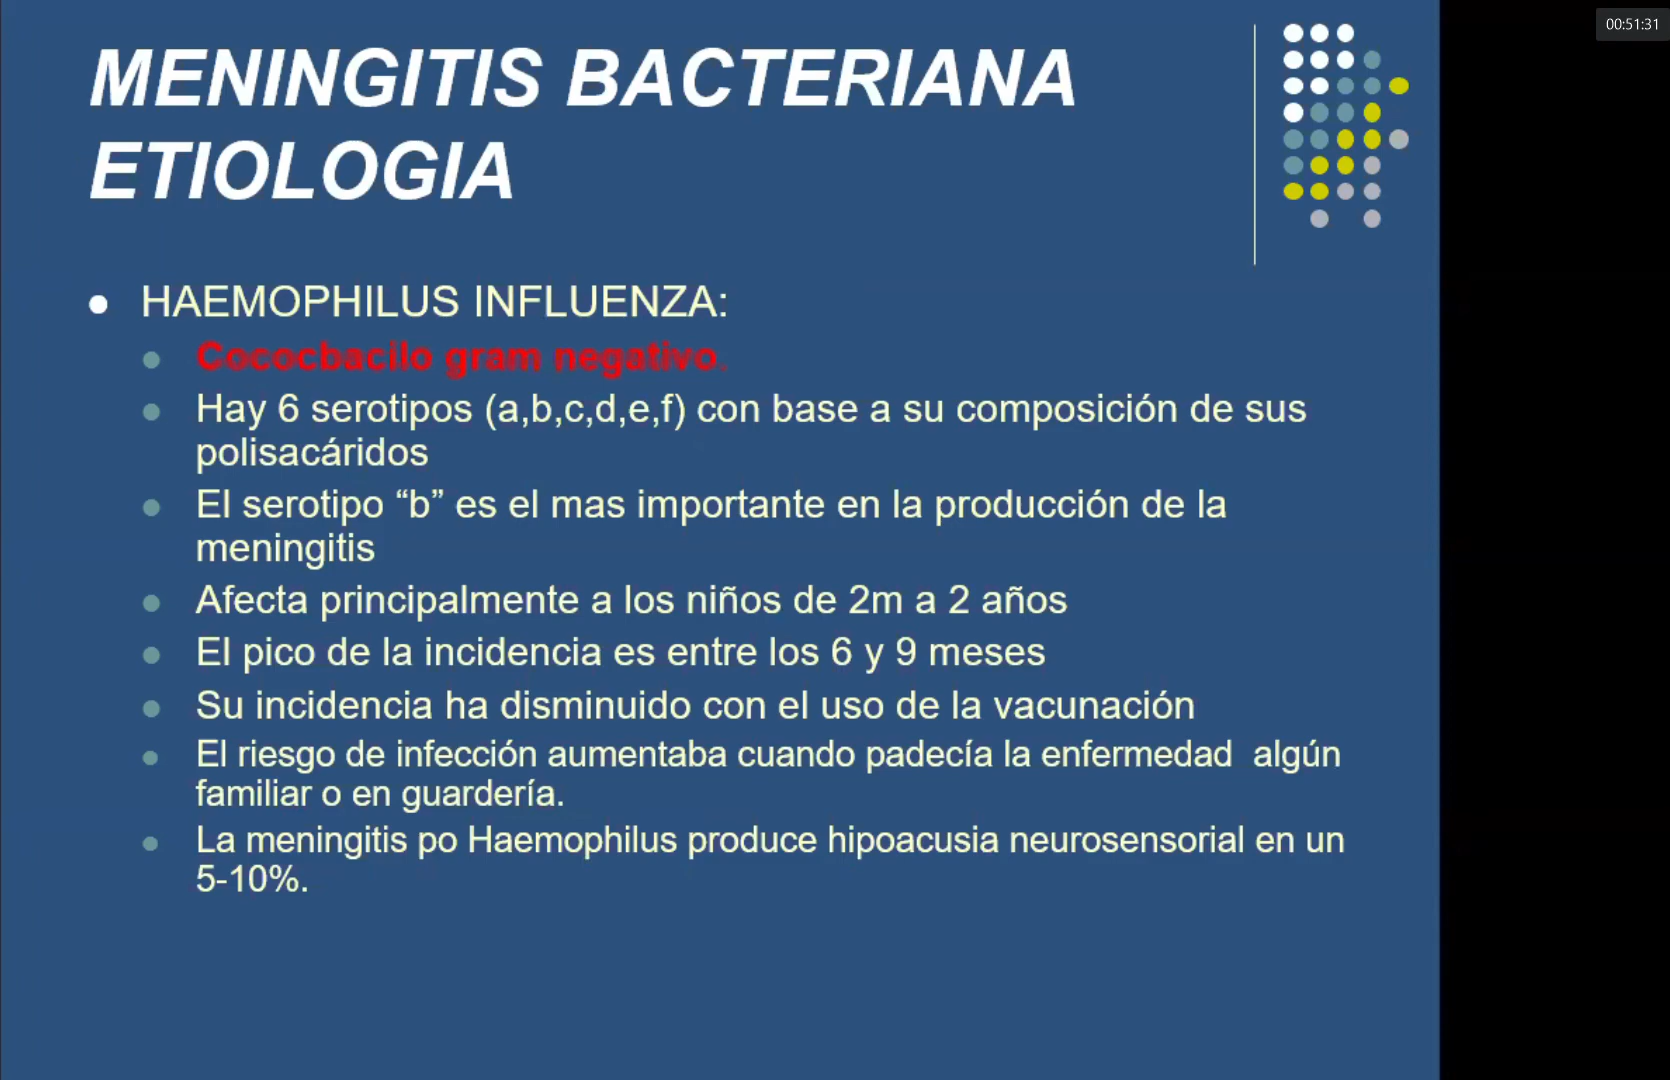 00:51:31
MENINGITIS BACTERIANA
ETIOLOGIA
HAEMOPHILUS INFLUENZA:
Cococbacilo gram negativo.
Hay 6 serotipos (a,b,c,d,e,f) con base a su composición de sus
polisacáridos
El serotipo “b” es el mas importante en la producción de la
meningitis
Afecta principalmente a los niños de 2m a 2 años
El pico de la incidencia es entre los 6 y 9 meses
Su incidencia ha disminuido con el uso de la vacunación
El riesgo de infección aumentaba cuando padecía la enfermedad algún
familiar o en guardería.
La meningitis po Haemophilus produce hipoacusia neurosensorial en un
5-10%.